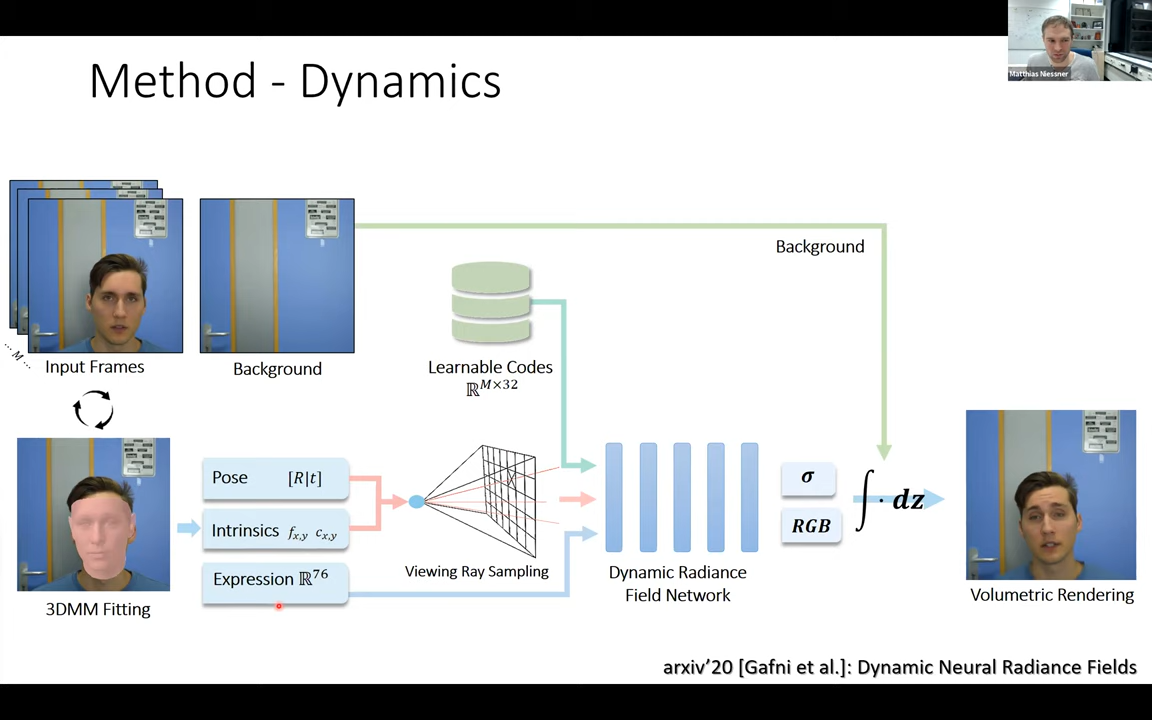 Matthias Niessner
Method - Dynamics
Background
Learnable Codes
ℝ^{M×32}
... M ...
Input Frames
Background
Pose [R|t]
Intrinsics f_{x,y} c_{x,y}
Expression ℝ^{76}
3DMM Fitting
Viewing Ray Sampling
Dynamic Radiance
Field Network
σ
RGB
∫ · dz
Volumetric Rendering
arxiv'20 [Gafni et al.]: Dynamic Neural Radiance Fields